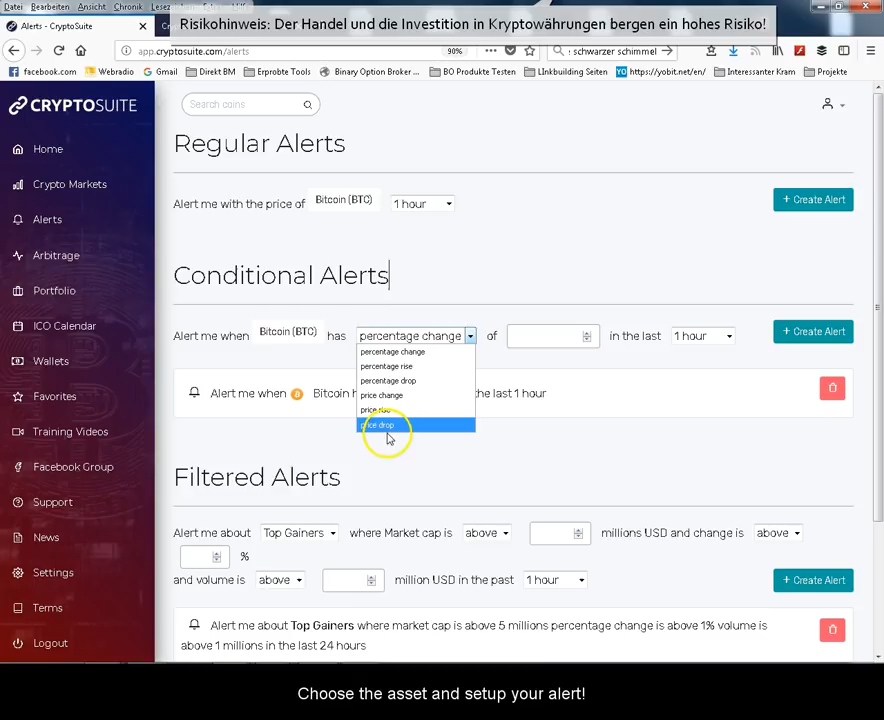 Datei Bearbeiten Ansicht Chronik Lesezeichen
Alerts - CryptoSuite
Risikohinweis: Der Handel und die Investition in Kryptowährungen bergen ein hohes Risiko!
app.cryptosuite.com/alerts 90% schwarzer schimmel
facebook.com Webradio Gmail Direkt BM Erprobte Tools Binary Option Broker ... BO Produkte Testen LInkbuilding Seiten https://yobit.net/en/ Interessanter Kram Projekte
CRYPTOSUITE
Search coins
Home
Crypto Markets
Alerts
Arbitrage
Portfolio
ICO Calendar
Wallets
Favorites
Training Videos
Facebook Group
Support
News
Settings
Terms
Logout
Regular Alerts
Alert me with the price of Bitcoin (BTC) 1 hour + Create Alert
Conditional Alerts
Alert me when Bitcoin (BTC) has percentage change of in the last 1 hour + Create Alert
percentage change
percentage rise
percentage drop
price change
price rise
price drop
Alert me when Bitcoin the last 1 hour
Filtered Alerts
Alert me about Top Gainers where Market cap is above millions USD and change is above
%
and volume is above million USD in the past 1 hour + Create Alert
Alert me about Top Gainers where market cap is above 5 millions percentage change is above 1% volume is
above 1 millions in the last 24 hours
Choose the asset and setup your alert!